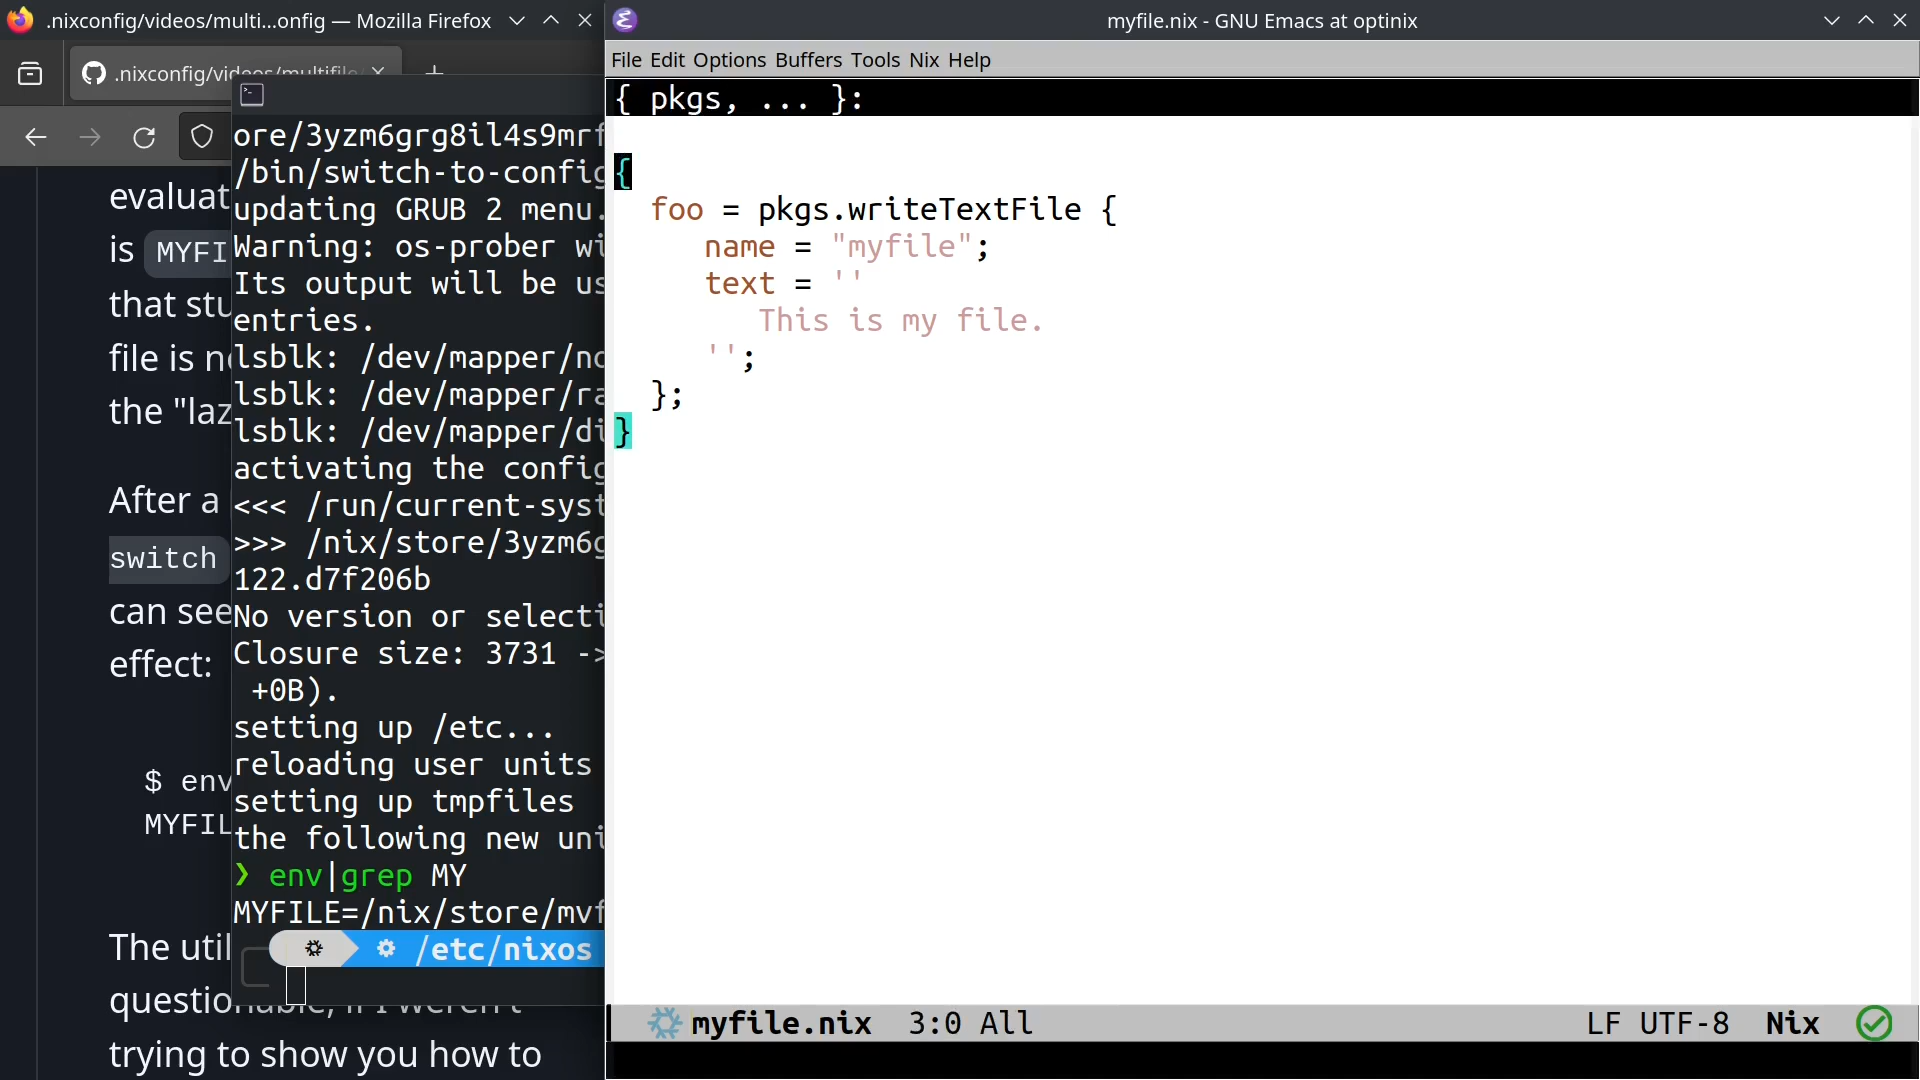 .nixconfig/videos/multi...onfig — Mozilla Firefox
.nixconfig/videos/multifile
evaluat
is MYFI
that stu
file is n
the "laz
After a
switch
can see
effect:
$ env
MYFIL
The util
trying to show you how to
ore/3yzm6grg8il4s9mrf
/bin/switch-to-config
updating GRUB 2 menu.
Warning: os-prober wi
Its output will be us
entries.
lsblk: /dev/mapper/no
lsblk: /dev/mapper/ra
lsblk: /dev/mapper/di
activating the config
<<< /run/current-syst
>>> /nix/store/3yzm6g
122.d7f206b
No version or selecti
Closure size: 3731 ->
+0B).
setting up /etc...
reloading user units
setting up tmpfiles
the following new uni
❯ env|grep MY
MYFILE=/nix/store/mvf
/etc/nixos
myfile.nix - GNU Emacs at optinix
File Edit Options Buffers Tools Nix Help
{ pkgs, ... }:
{
foo = pkgs.writeTextFile {
name = "myfile";
text = ''
This is my file.
'';
};
}
myfile.nix 3:0 All LF UTF-8 Nix